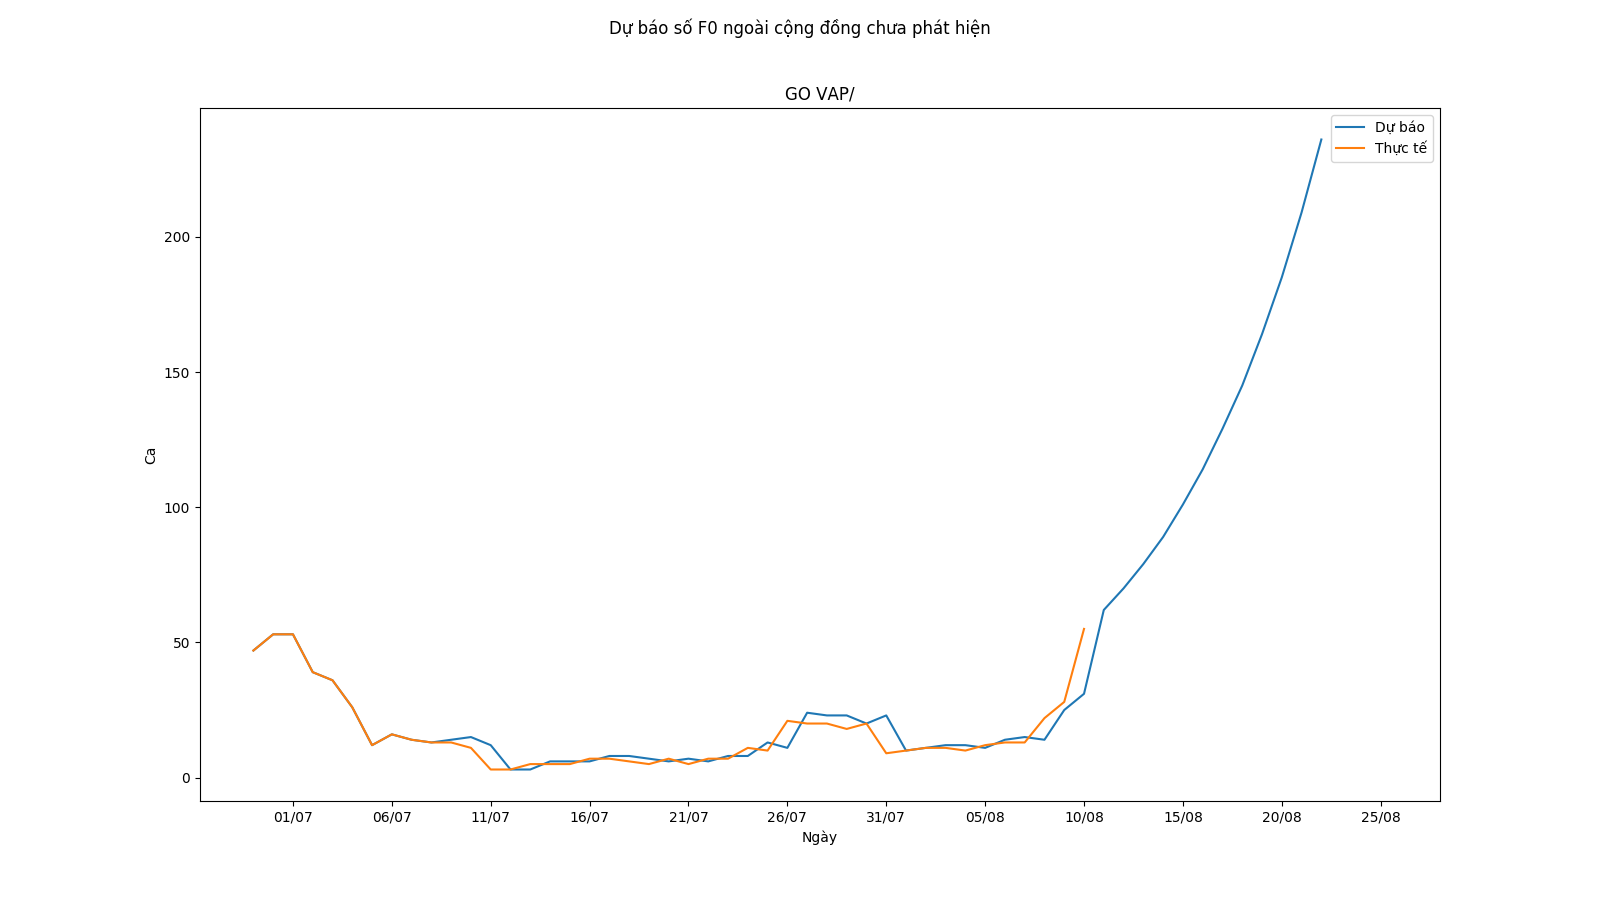 Dự báo số F0 ngoài cộng đồng chưa phát hiện
GO VAP/
Dự báo
Thực tế
200
150
100
50
0
Ca
01/07 06/07 11/07 16/07 21/07 26/07 31/07 05/08 10/08 15/08 20/08 25/08
Ngày